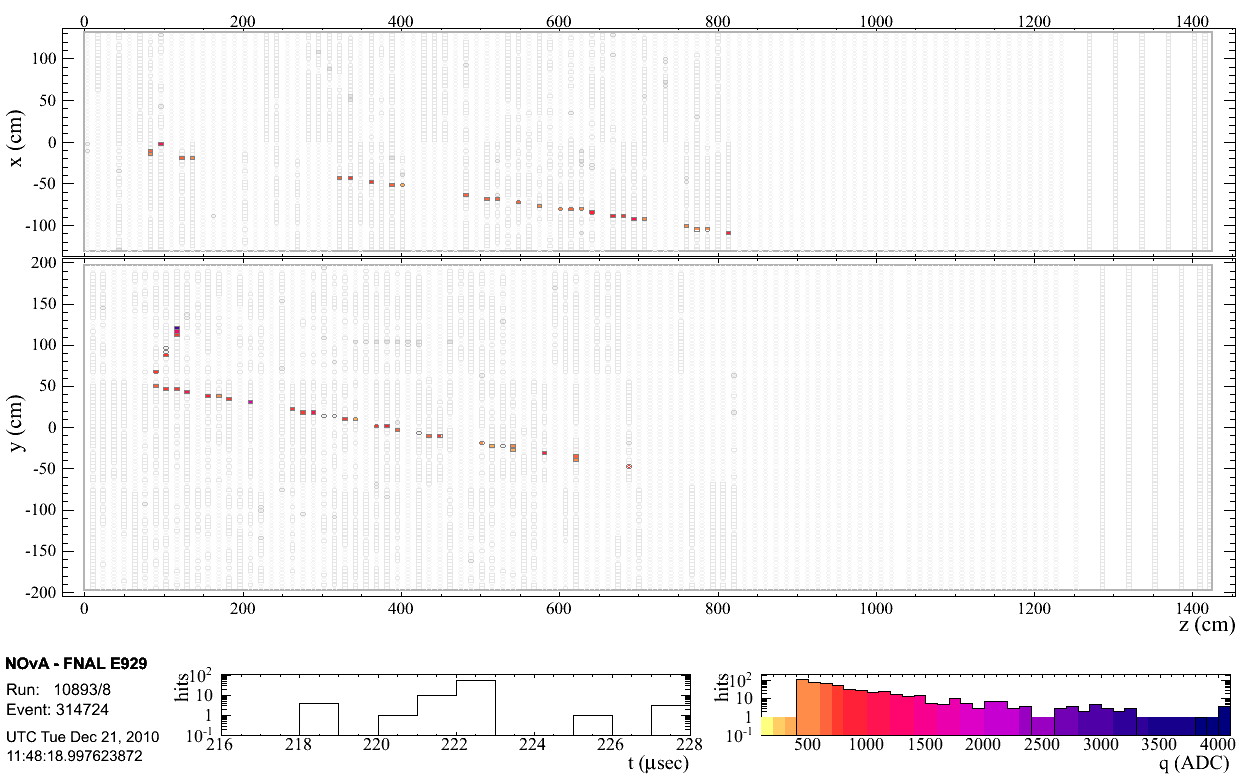 0 200 400 600 800 1000 1200 1400
100
50
0
-50
-100
x (cm)
200
150
100
50
0
-50
-100
-150
-200
y (cm)
0 200 400 600 800 1000 1200 1400
z (cm)
NOvA - FNAL E929
Run: 10893/8
Event: 314724
UTC Tue Dec 21, 2010
11:48:18.997623872
hits
10²
10
1
10⁻¹
216 218 220 222 224 226 228
t (μsec)
hits
10²
10
1
10⁻¹
500 1000 1500 2000 2500 3000 3500 4000
q (ADC)